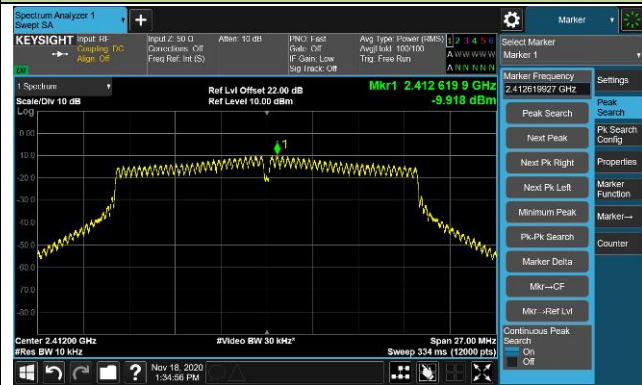 Spectrum Analyzer 1
Swept SA
+
Marker
KEYSIGHT
Input: RF
Coupling: DC
Align: Off
Input Z: 50 Ω
Corrections: Off
Freq Ref: Int (S)
Atten: 10 dB
PNO: Fast
Gate: Off
IF Gain: Low
Sig Track: Off
Avg Type: Power (RMS)
Avg|Hold: 100/100
Trig: Free Run
1 2 3 4 5 6
A W W W W W
A N N N N N
Select Marker
Marker 1
1 Spectrum
Scale/Div 10 dB
Log
Ref Lvl Offset 22.00 dB
Ref Level 10.00 dBm
Mkr1 2.412 619 9 GHz
-9.918 dBm
1
0.00
-10.0
-20.0
-30.0
-40.0
-50.0
-60.0
-70.0
-80.0
Center 2.41200 GHz
#Res BW 10 kHz
#Video BW 30 kHz*
Span 27.00 MHz
Sweep 334 ms (12000 pts)
Marker Frequency
2.412619927 GHz
Peak Search
Next Peak
Next Pk Right
Next Pk Left
Minimum Peak
Pk-Pk Search
Marker Delta
Mkr→CF
Mkr→Ref Lvl
Continuous Peak
Search
On
Off
Settings
Peak
Search
Pk Search
Config
Properties
Marker
Function
Marker→
Counter
?
Nov 18, 2020
1:34:56 PM